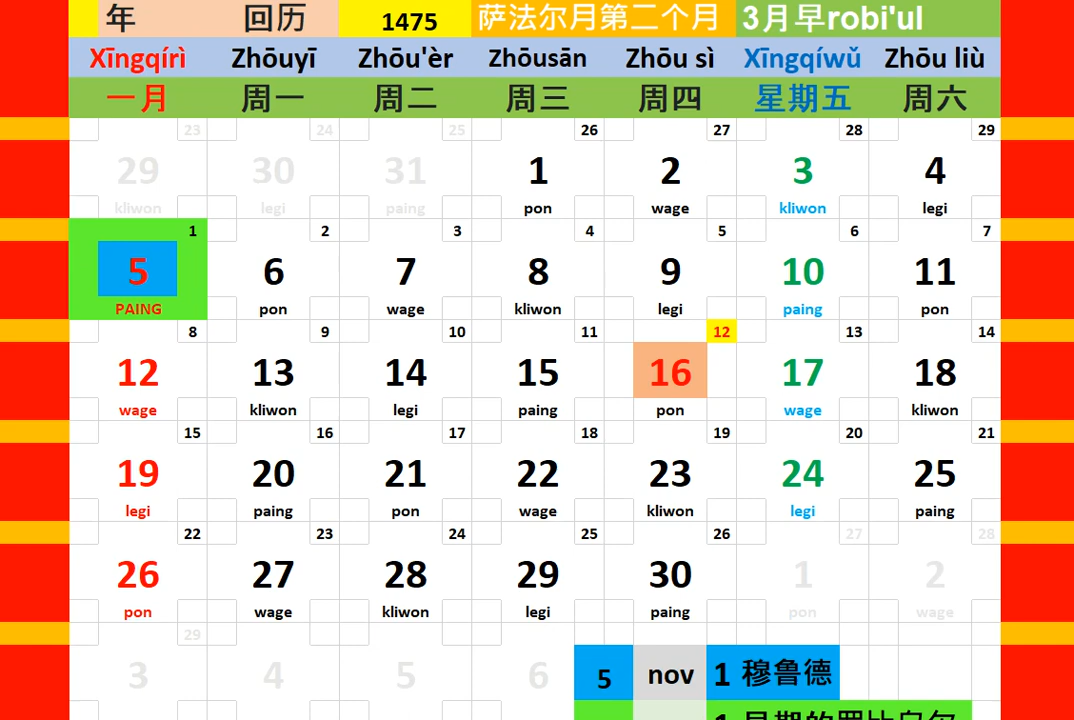 年 回历 1475 萨法尔月第二个月 3月早robi'ul
Xīngqírì Zhōuyī Zhōu'èr Zhōusān Zhōu sì Xīngqíwǔ Zhōu liù
一月 周一 周二 周三 周四 星期五 周六
23 24 25 26 27 28 29
29 30 31 1 2 3 4
kliwon legi paing pon wage kliwon legi
1 2 3 4 5 6 7
5 6 7 8 9 10 11
PAING pon wage kliwon legi paing pon
8 9 10 11 12 13 14
12 13 14 15 16 17 18
wage kliwon legi paing pon wage kliwon
15 16 17 18 19 20 21
19 20 21 22 23 24 25
legi paing pon wage kliwon legi paing
22 23 24 25 26 27 28
26 27 28 29 30 1 2
pon wage kliwon legi paing pon wage
29
3 4 5 6 5 nov 1 穆鲁德